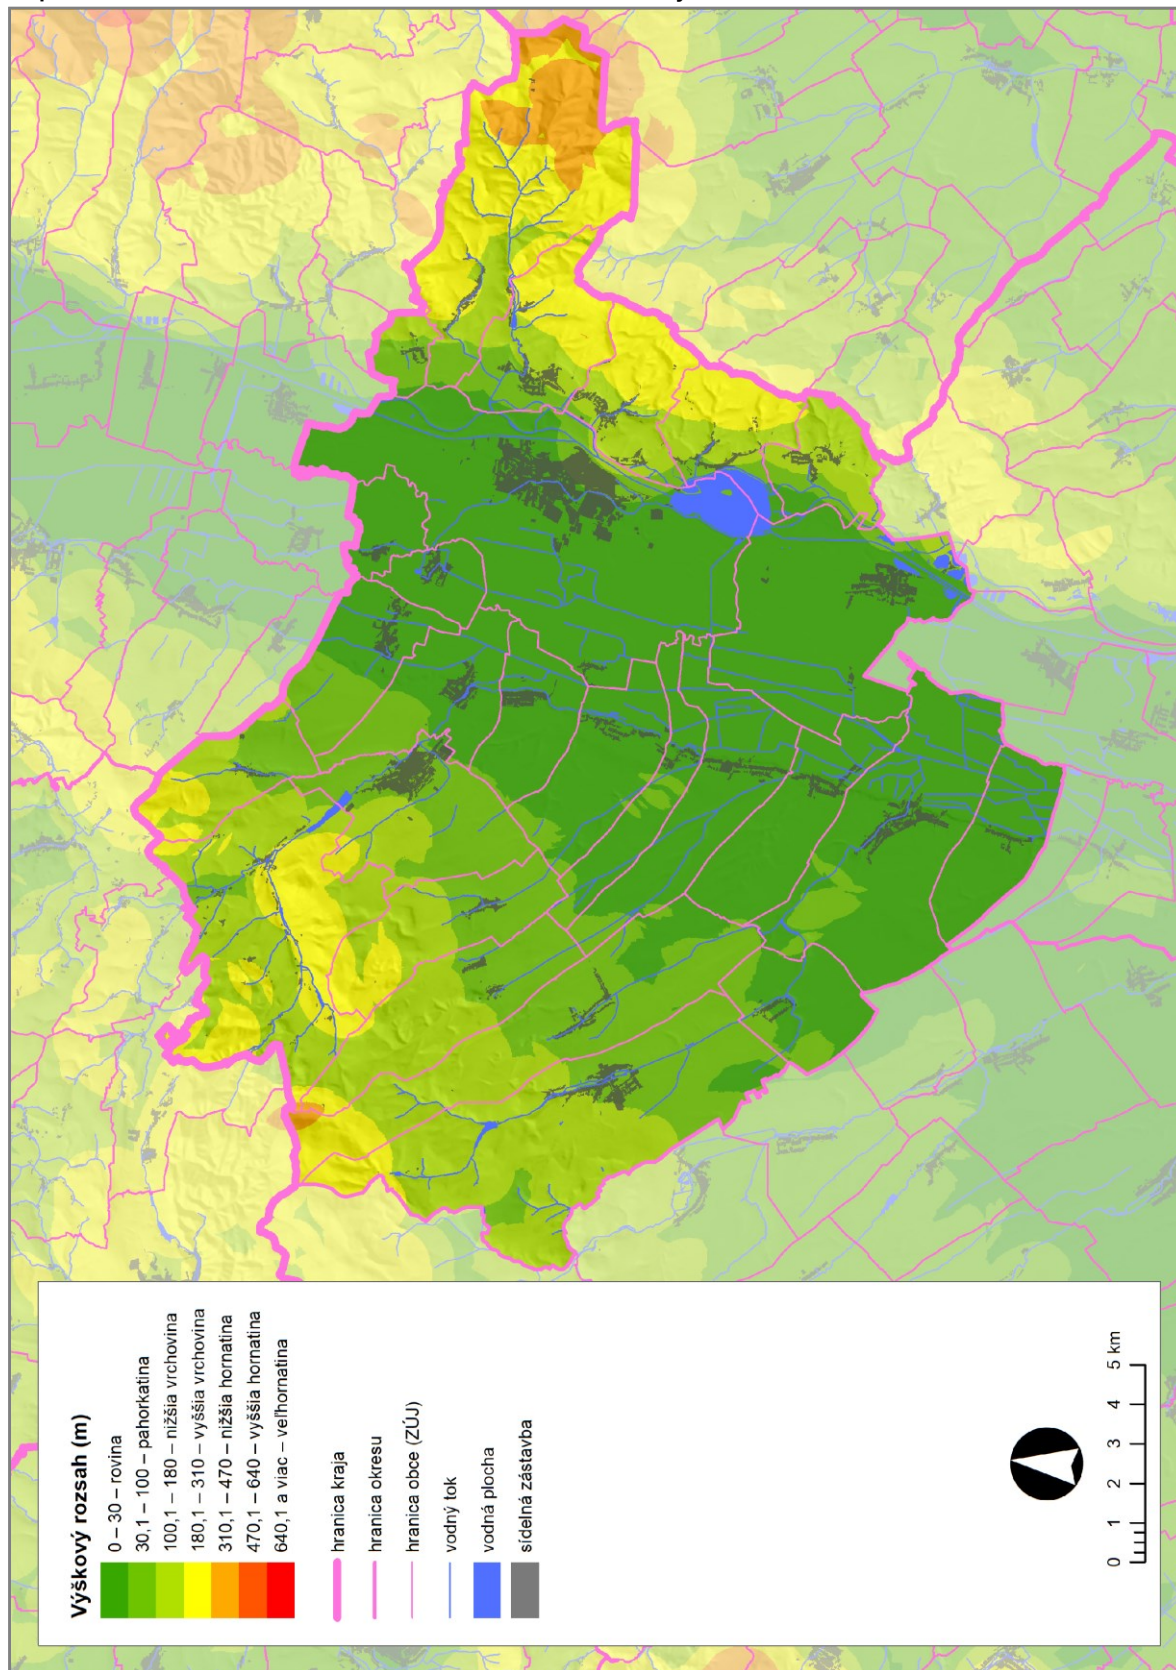 Výškový rozsah (m)
0 – 30 – rovina
30,1 – 100 – pahorkatina
100,1 – 180 – nižšia vrchovina
180,1 – 310 – vyššia vrchovina
310,1 – 470 – nižšia hornatina
470,1 – 640 – vyššia hornatina
640,1 a viac – veľhornatina
hranica kraja
hranica okresu
hranica obce (ZÚJ)
vodný tok
vodná plocha
sídelná zástavba
0 1 2 3 4 5 km